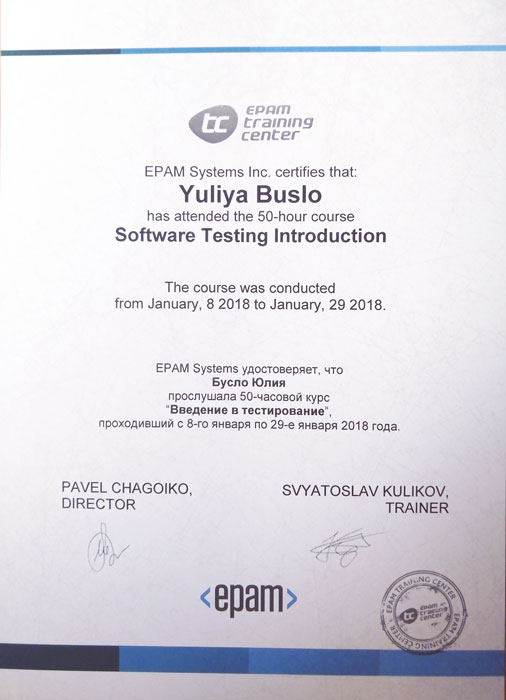 tc
EPAM
training
center
EPAM Systems Inc. certifies that:
Yuliya Buslo
has attended the 50-hour course
Software Testing Introduction
The course was conducted
from January, 8 2018 to January, 29 2018.
EPAM Systems удостоверяет, что
Бусло Юлия
прослушала 50-часовой курс
"Введение в тестирование",
проходивший с 8-го января по 29-е января 2018 года.
PAVEL CHAGOIKO,
DIRECTOR
SVYATOSLAV KULIKOV,
TRAINER
<epam>
EPAM TRAINING CENTER
EPAM TRAINING CENTER
tc
EPAM
training
center